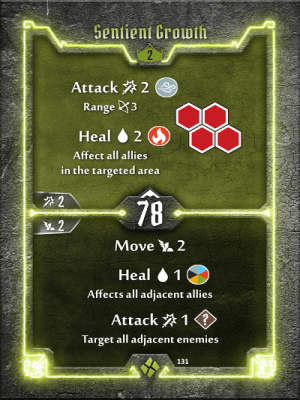 Sentient Growth
2
Attack 2
Range 3
Heal 2
Affect all allies
in the targeted area
2
78
2
Move 2
Heal 1
Affects all adjacent allies
Attack 1 ?
Target all adjacent enemies
131